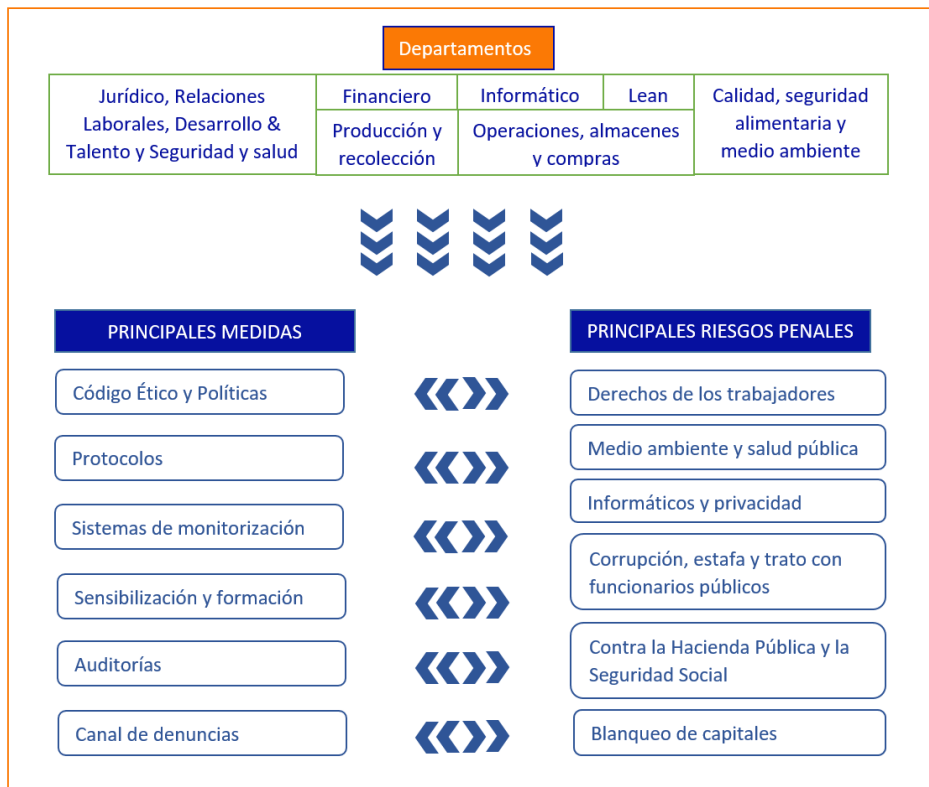 Departamentos
Jurídico, Relaciones
Laborales, Desarrollo &
Talento y Seguridad y salud
Financiero
Informático
Lean
Producción y
recolección
Operaciones, almacenes
y compras
Calidad, seguridad
alimentaria y
medio ambiente
PRINCIPALES MEDIDAS
Código Ético y Políticas
Protocolos
Sistemas de monitorización
Sensibilización y formación
Auditorías
Canal de denuncias
PRINCIPALES RIESGOS PENALES
Derechos de los trabajadores
Medio ambiente y salud pública
Informáticos y privacidad
Corrupción, estafa y trato con
funcionarios públicos
Contra la Hacienda Pública y la
Seguridad Social
Blanqueo de capitales